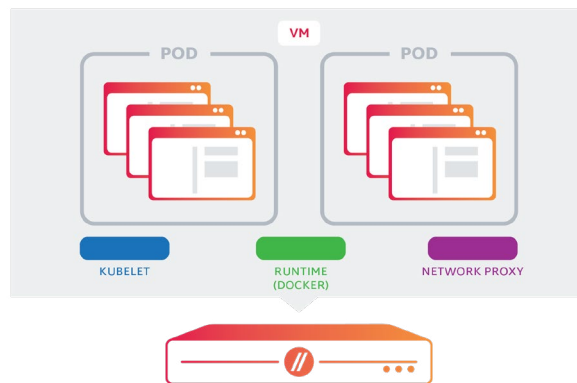 VM
POD
POD
KUBELET
RUNTIME
(DOCKER)
NETWORK PROXY